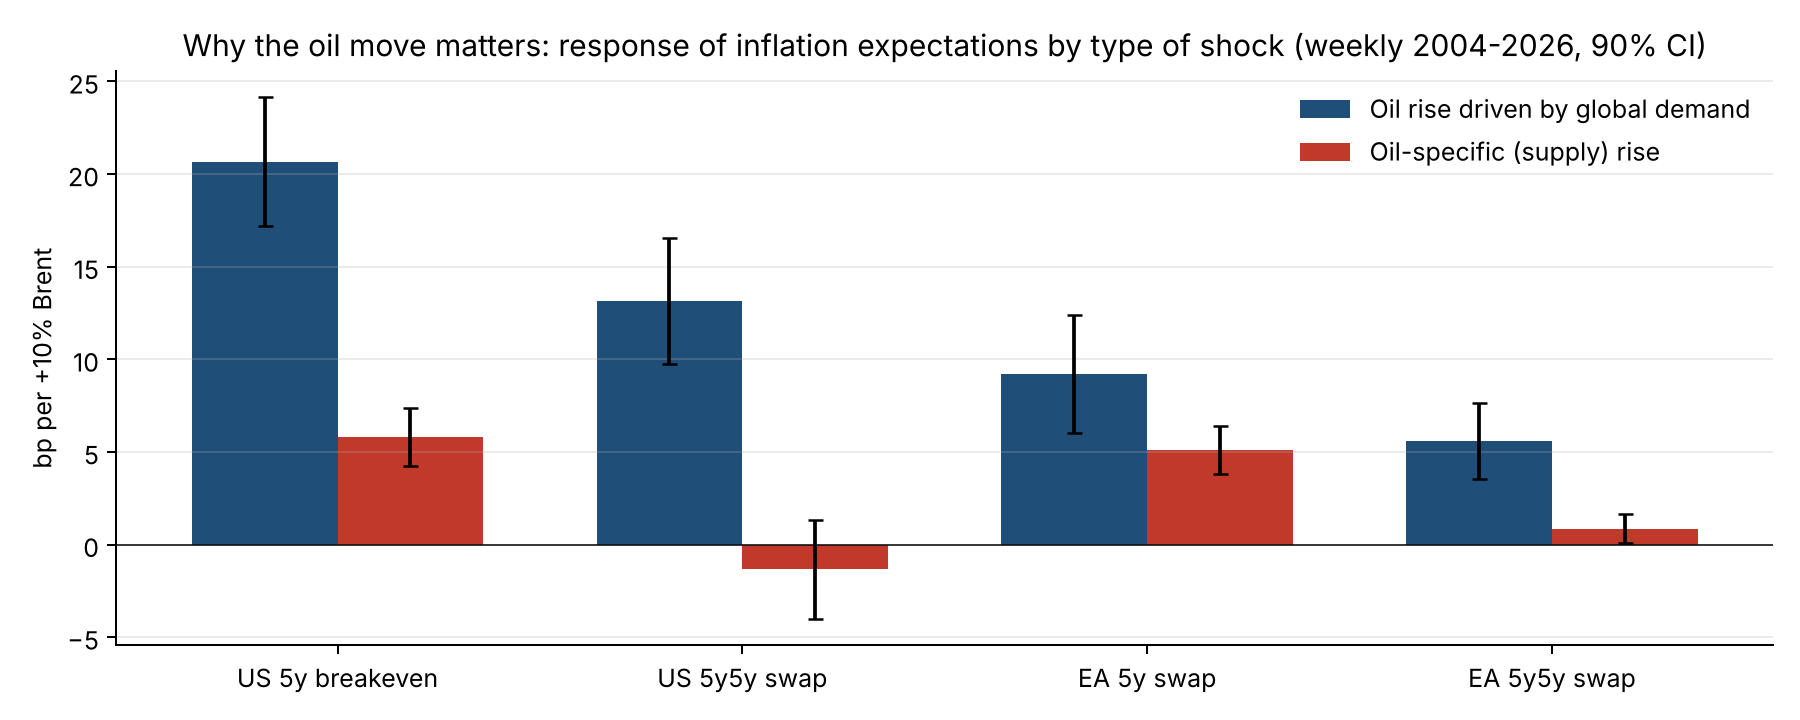 Why the oil move matters: response of inflation expectations by type of shock (weekly 2004-2026, 90% CI)
Oil rise driven by global demand
Oil-specific (supply) rise
bp per +10% Brent
25
20
15
10
5
0
−5
US 5y breakeven
US 5y5y swap
EA 5y swap
EA 5y5y swap